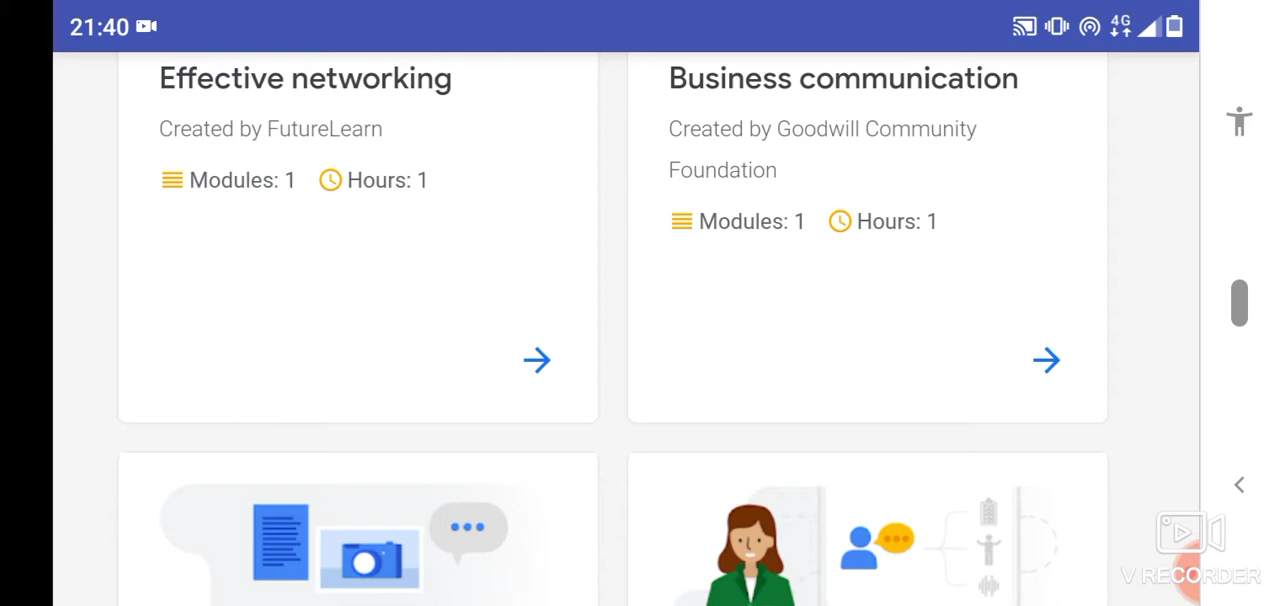 21:40
4G
Effective networking
Created by FutureLearn
Modules: 1 Hours: 1
Business communication
Created by Goodwill Community
Foundation
Modules: 1 Hours: 1
V RECORDER